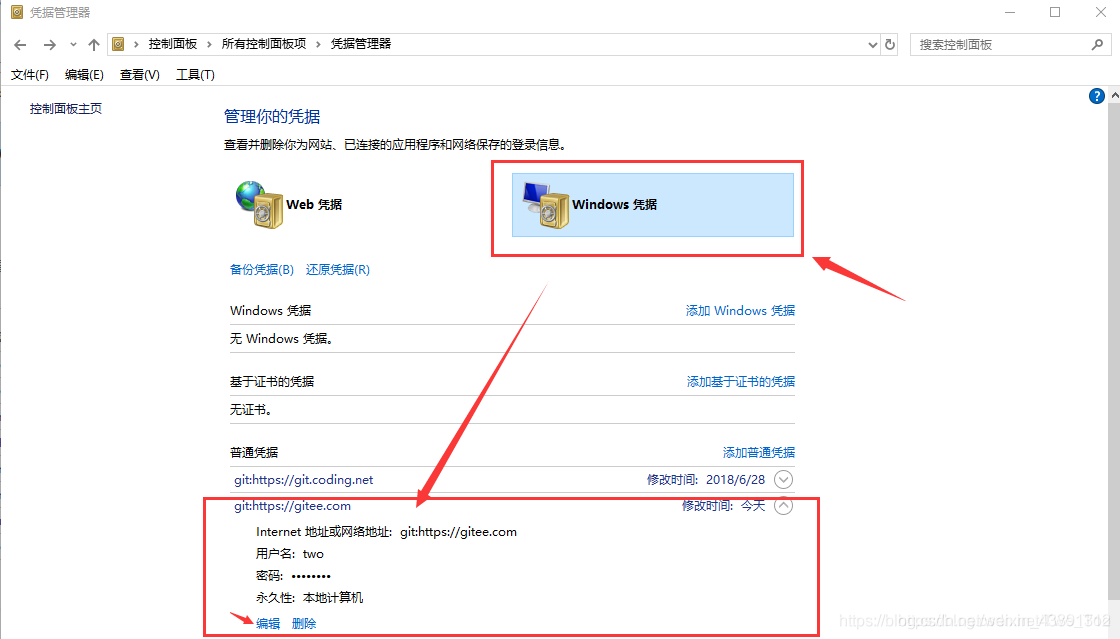 凭据管理器
控制面板 › 所有控制面板项 › 凭据管理器
搜索控制面板
文件(F) 编辑(E) 查看(V) 工具(T)
控制面板主页
?
管理你的凭据
查看并删除你为网站、已连接的应用程序和网络保存的登录信息。
Web 凭据
Windows 凭据
备份凭据(B) 还原凭据(R)
Windows 凭据 添加 Windows 凭据
无 Windows 凭据。
基于证书的凭据 添加基于证书的凭据
无证书。
普通凭据 添加普通凭据
git:https://git.coding.net 修改时间: 2018/6/28
git:https://gitee.com 修改时间: 今天
Internet 地址或网络地址: git:https://gitee.com
用户名: two
密码: ••••••••
永久性: 本地计算机
编辑 删除